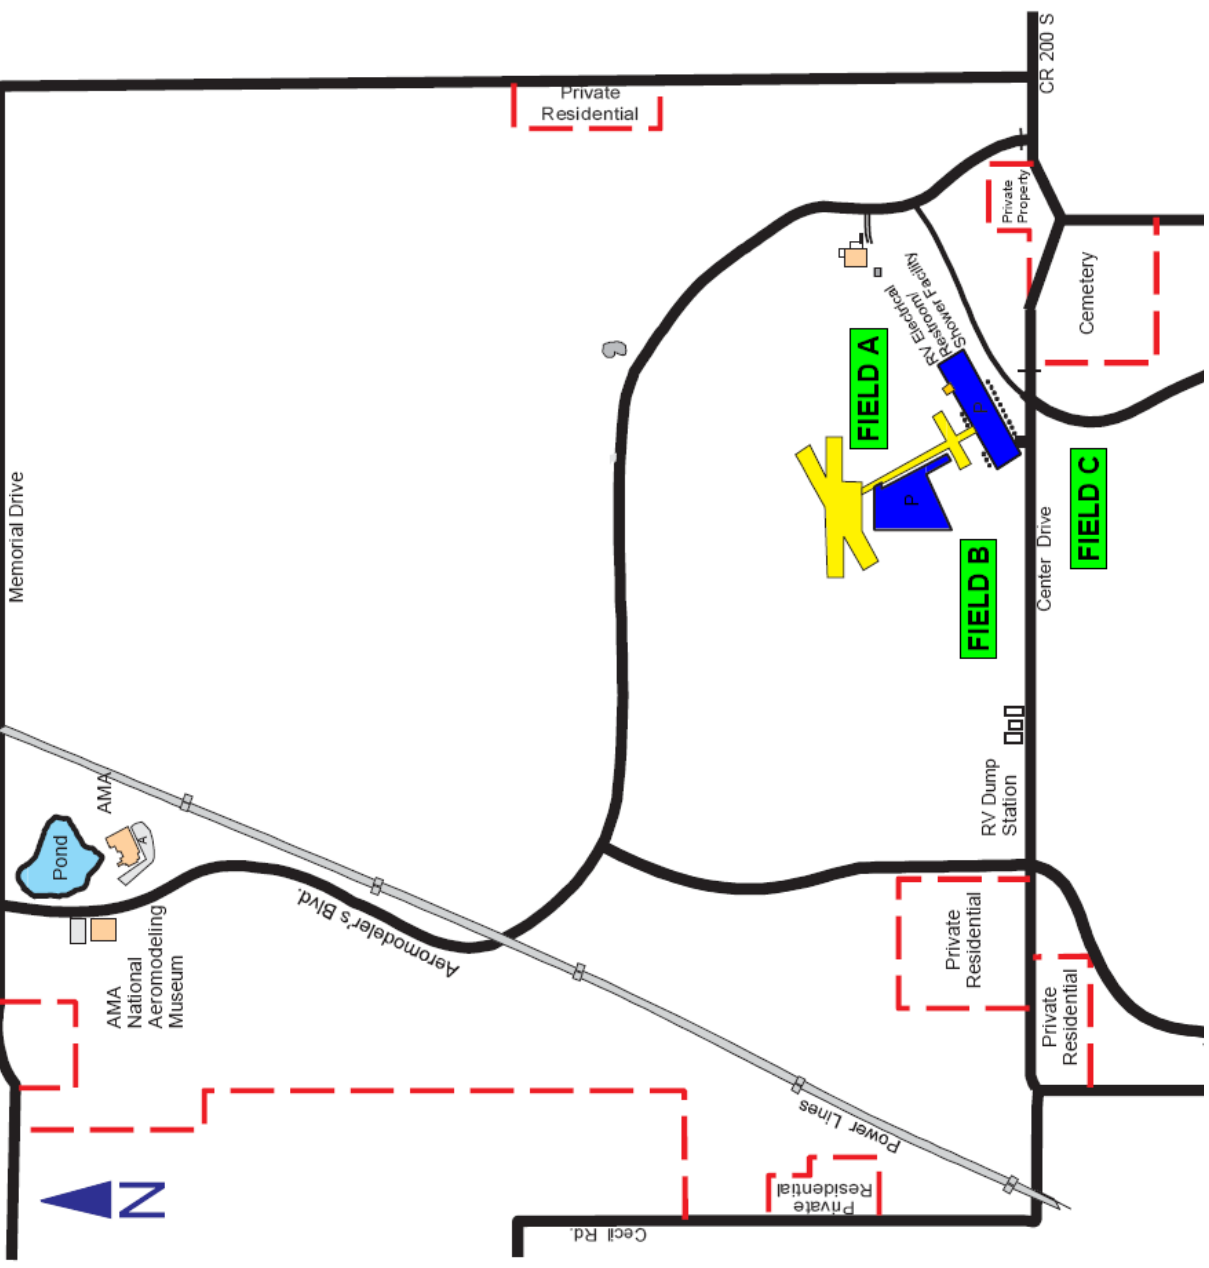 CR 200 S
Private
Residential
Private
Property
Cemetery
RV Electrical
Restroom/
Shower Facility
FIELD A
P
P
FIELD B
FIELD C
Center Drive
Memorial Drive
RV Dump
Station
AMA
A
Pond
Aeromodeler's Blvd.
AMA
National
Aeromodeling
Museum
Private
Residential
Private
Residential
Power Lines
Private
Residential
Cecil Rd.
N